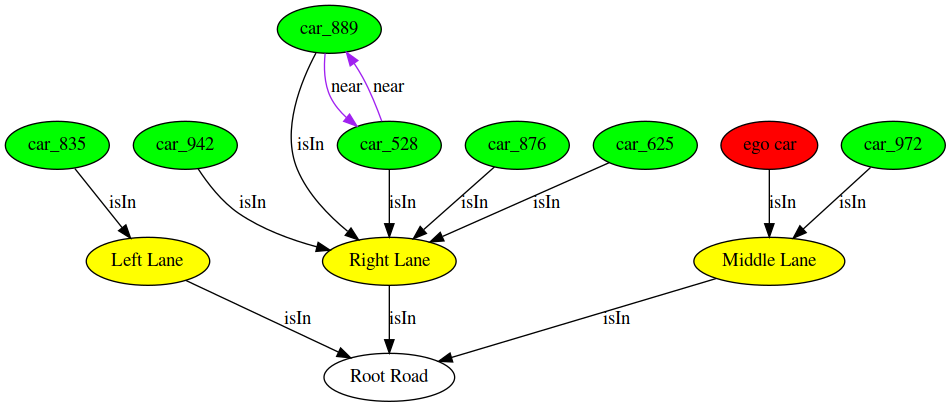 car_889
near
near
car_835
car_942
car_528
car_876
car_625
ego car
car_972
isIn
isIn
isIn
isIn
isIn
isIn
isIn
isIn
Left Lane
Right Lane
Middle Lane
isIn
isIn
isIn
Root Road